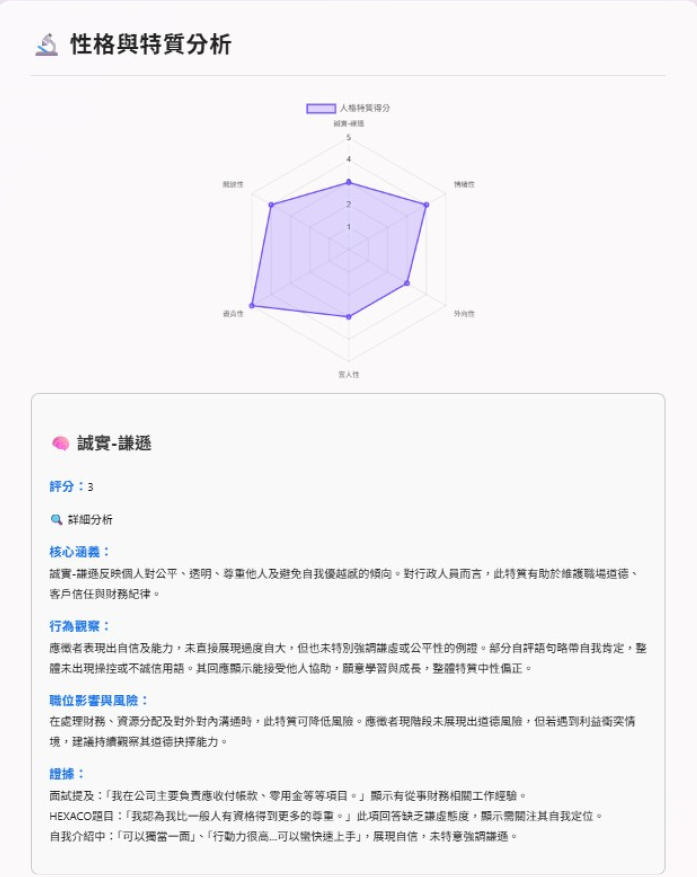 性格與特質分析
人格特質得分
誠實-謙遜
5
4
2
1
開放性
情緒性
盡責性
外向性
宜人性
誠實-謙遜
評分：3
詳細分析
核心涵義：
誠實-謙遜反映個人對公平、透明、尊重他人及避免自我優越感的傾向。對行政人員而言，此特質有助於維護職場道德、
客戶信任與財務紀律。
行為觀察：
應徵者表現出自信及能力，未直接展現過度自大，但也未特別強調謙虛或公平性的例證。部分自評語句略帶自我肯定，整
體未出現操控或不誠信用語。其回應顯示能接受他人協助，願意學習與成長，整體特質中性偏正。
職位影響與風險：
在處理財務、資源分配及對外對內溝通時，此特質可降低風險。應徵者現階段未展現出道德風險，但若遇到利益衝突情
境，建議持續觀察其道德抉擇能力。
證據：
面試提及：「我在公司主要負責應收付帳款、零用金等等項目。」顯示有從事財務相關工作經驗。
HEXACO題目：「我認為我比一般人有資格得到更多的尊重。」此項回答缺乏謙虛態度，顯示需關注其自我定位。
自我介紹中：「可以獨當一面」、「行動力很高...可以蠻快速上手」，展現自信，未特意強調謙遜。